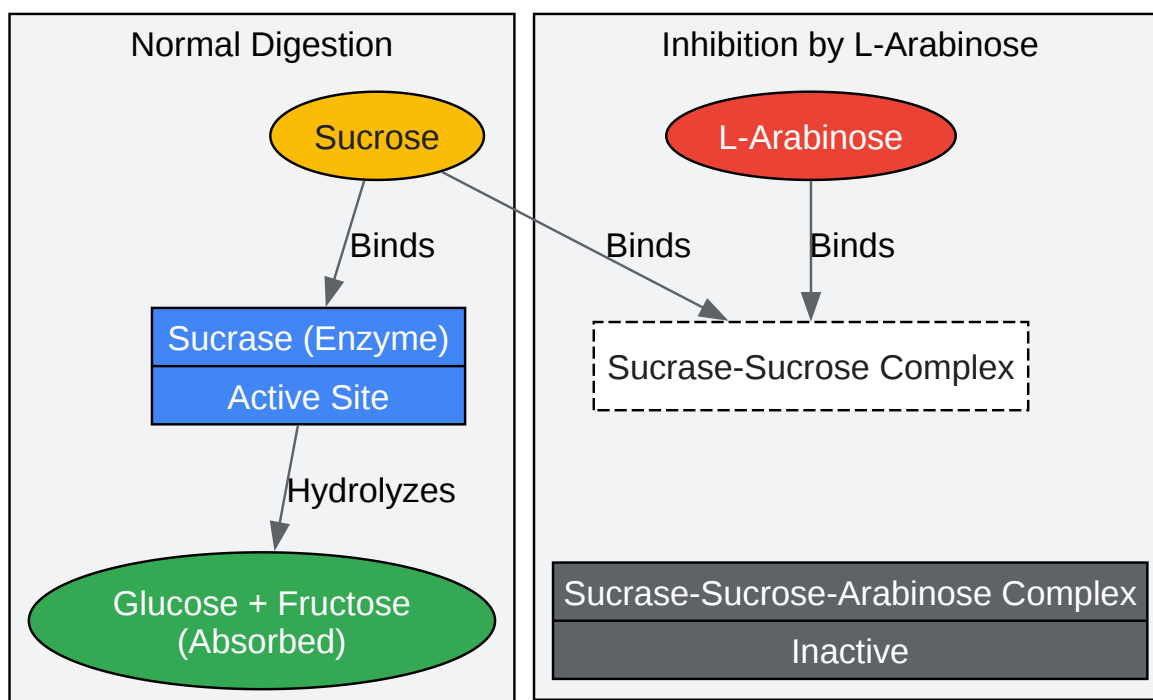 Normal Digestion
Sucrose
Binds
Sucrase (Enzyme)
Active Site
Hydrolyzes
Glucose + Fructose
(Absorbed)
Inhibition by L-Arabinose
L-Arabinose
Binds
Binds
Sucrase-Sucrose Complex
Sucrase-Sucrose-Arabinose Complex
Inactive